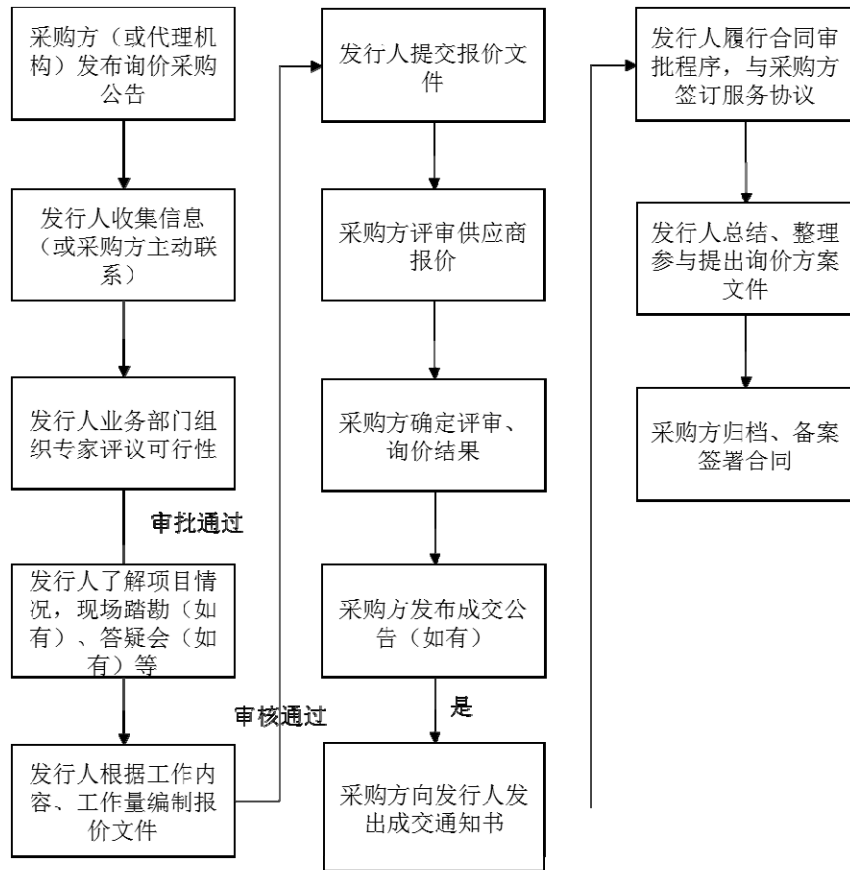 采购方（或代理机
构）发布询价采购
公告
发行人收集信息
（或采购方主动联
系）
发行人业务部门组
织专家评议可行性
审批通过
发行人了解项目情
况，现场踏勘（如
有）、答疑会（如
有）等
审核通过
发行人根据工作内
容、工作量编制报
价文件
发行人提交报价文
件
采购方评审供应商
报价
采购方确定评审、
询价结果
采购方发布成交公
告（如有）
是
采购方向发行人发
出成交通知书
发行人履行合同审
批程序，与采购方
签订服务协议
发行人总结、整理
参与提出询价方案
文件
采购方归档、备案
签署合同